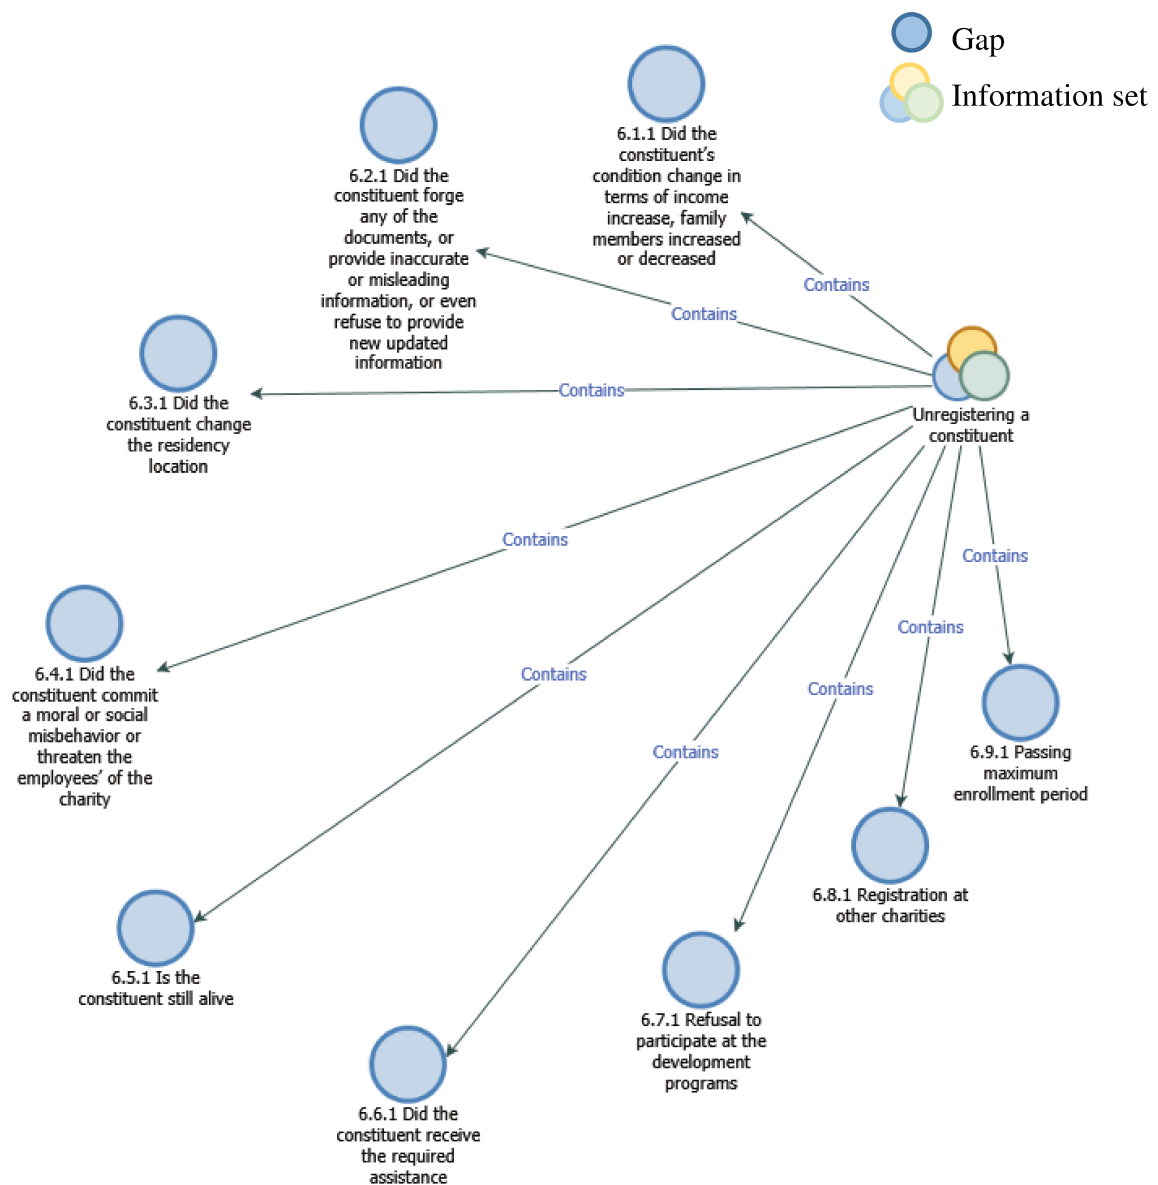 Gap
Information set
6.1.1 Did the
constituent’s
condition change in
terms of income
increase, family
members increased
or decreased
6.2.1 Did the
constituent forge
any of the
documents, or
provide inaccurate
or misleading
information, or even
refuse to provide
new updated
information
Contains
Contains
6.3.1 Did the
constituent change
the residency
location
Contains
Unregistering a
constituent
Contains
Contains
Contains
Contains
Contains
Contains
6.4.1 Did the
constituent commit
a moral or social
misbehavior or
threaten the
employees’ of the
charity
6.9.1 Passing
maximum
enrollment period
6.8.1 Registration at
other charities
6.5.1 Is the
constituent still alive
6.7.1 Refusal to
participate at the
development
programs
6.6.1 Did the
constituent receive
the required
assistance